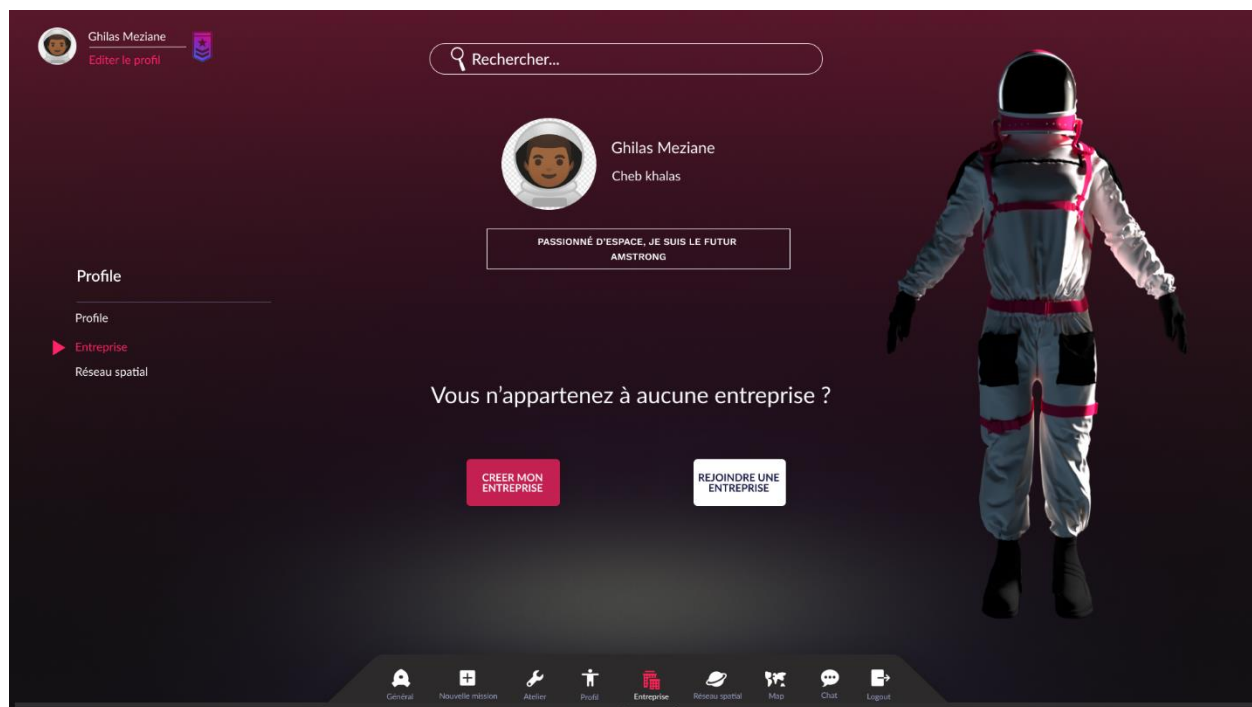 Ghilas Meziane
Editer le profil
Rechercher...
Ghilas Meziane
Cheb khalas
PASSIONNÉ D'ESPACE, JE SUIS LE FUTUR
AMSTRONG
Profile
Profile
Entreprise
Réseau spatial
Vous n'appartenez à aucune entreprise ?
CREER MON
ENTREPRISE
REJOINDRE UNE
ENTREPRISE
Général
Nouvelle mission
Atelier
Profil
Entreprise
Réseau spatial
Map
Chat
Logout